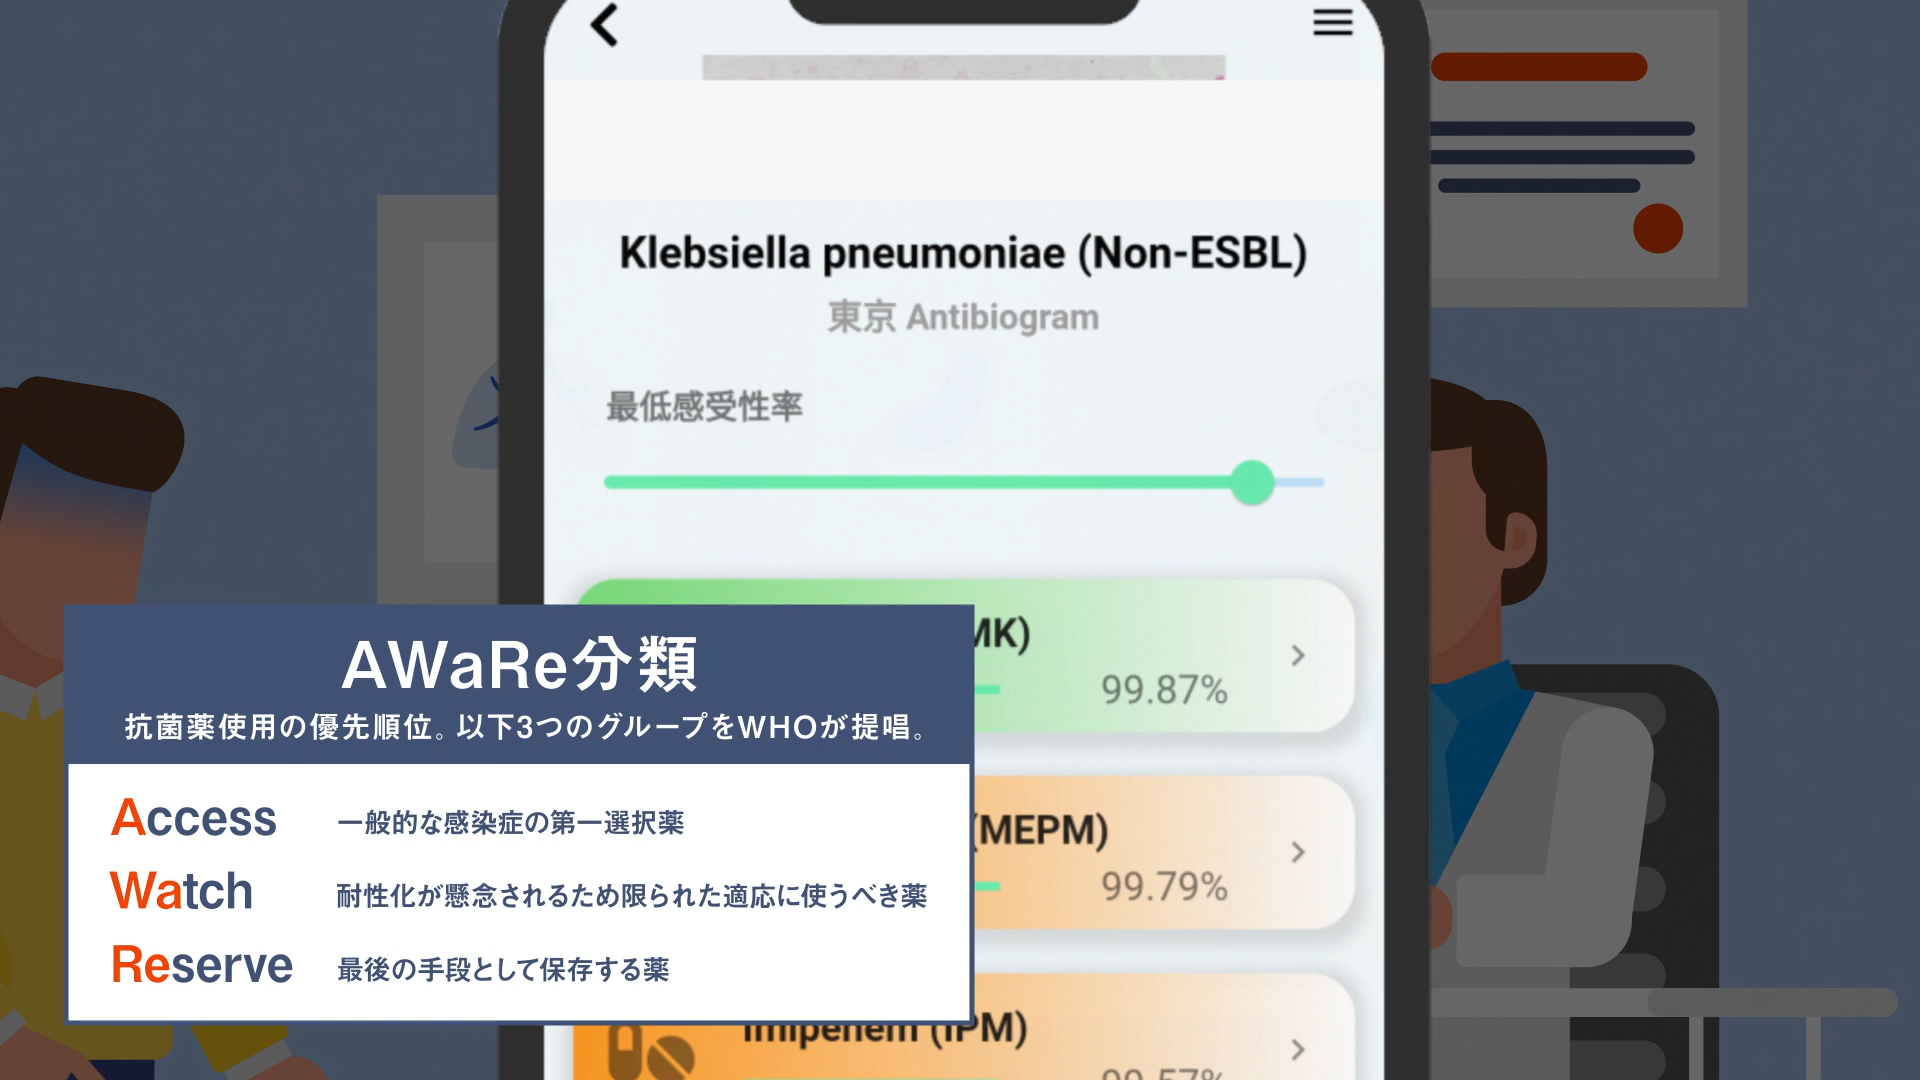 Klebsiella pneumoniae (Non-ESBL)
東京 Antibiogram
最低感受性率
MK)
99.87%
(MEPM)
99.79%
Imipenem (IPM)
99.57%
AWaRe分類
抗菌薬使用の優先順位。以下3つのグループをWHOが提唱。
Access 一般的な感染症の第一選択薬
Watch 耐性化が懸念されるため限られた適応に使うべき薬
Reserve 最後の手段として保存する薬